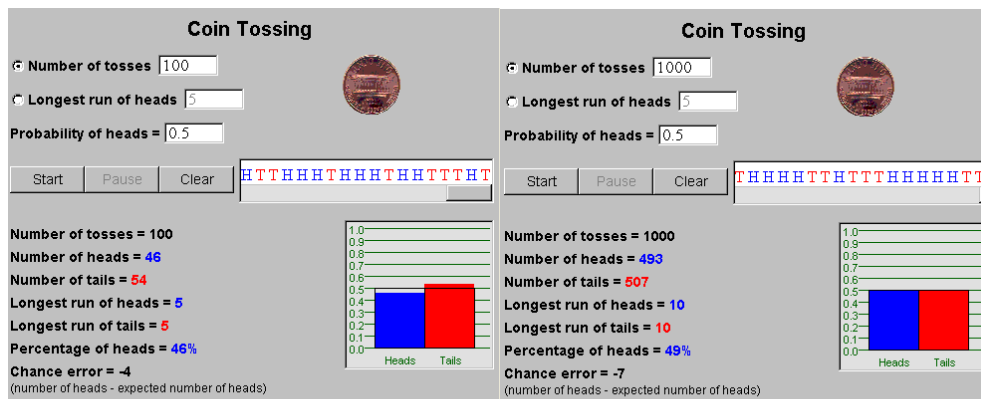 Coin Tossing
Number of tosses 100
Longest run of heads 5
Probability of heads = 0.5
Start Pause Clear
H T T H H H T H H H T H H T T T H T
Number of tosses = 100
Number of heads = 46
Number of tails = 54
Longest run of heads = 5
Longest run of tails = 5
Percentage of heads = 46%
Chance error = -4
(number of heads - expected number of heads)
1.0
0.9
0.8
0.7
0.6
0.5
0.4
0.3
0.2
0.1
0.0
Heads Tails
Coin Tossing
Number of tosses 1000
Longest run of heads 5
Probability of heads = 0.5
Start Pause Clear
T H H H H T T H T T T H H H H H T T
Number of tosses = 1000
Number of heads = 493
Number of tails = 507
Longest run of heads = 10
Longest run of tails = 10
Percentage of heads = 49%
Chance error = -7
(number of heads - expected number of heads)
1.0
0.9
0.8
0.7
0.6
0.5
0.4
0.3
0.2
0.1
0.0
Heads Tails